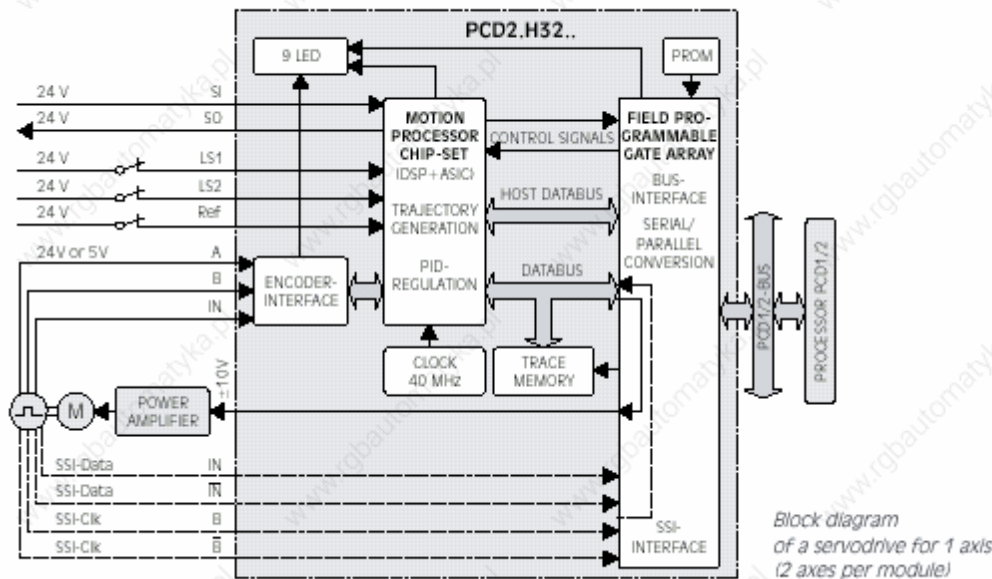 PCD2.H32..
9 LED
PROM
24 V SI
24 V SO
24 V LS1
24 V LS2
24 V Ref
24V or 5V A
B
IN
MOTION
PROCESSOR
CHIP-SET
(DSP+ASIC)
TRAJECTORY
GENERATION
PID-
REGULATION
CONTROL SIGNALS
HOST DATABUS
DATABUS
FIELD PRO-
GRAMMABLE
GATE ARRAY
BUS-
INTERFACE
SERIAL/
PARALLEL
CONVERSION
ENCODER-
INTERFACE
CLOCK
40 MHz
TRACE
MEMORY
PCD1/2-BUS
PROCESSOR PCD1/2
±10V
M
POWER
AMPLIFIER
SSI-Data IN
SSI-Data I̅N̅
SSI-Clk B
SSI-Clk B̅
SSI-
INTERFACE
Block diagram
of a servodrive for 1 axis
(2 axes per module)
www.rgbautomatyka.pl